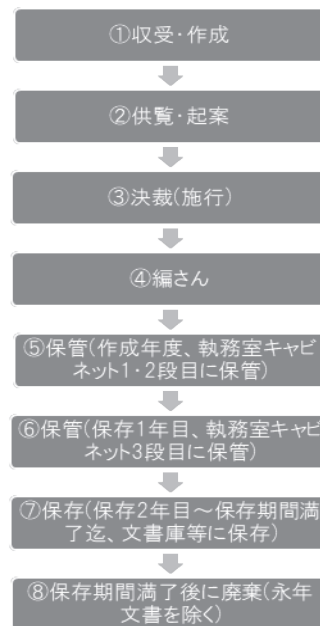 ①収受・作成
②供覧・起案
③決裁(施行)
④編さん
⑤保管(作成年度、執務室キャビ
ネット1・2段目に保管)
⑥保管(保存1年目、執務室キャビ
ネット3段目に保管)
⑦保存(保存2年目～保存期間満
了迄、文書庫等に保存)
⑧保存期間満了後に廃棄(永年
文書を除く)